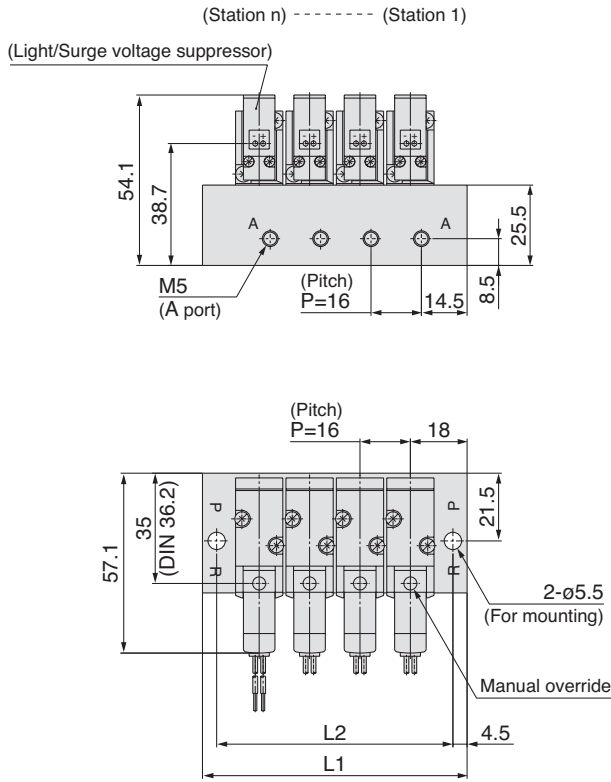 (Station n) -------- (Station 1)
(Light/Surge voltage suppressor)
54.1
38.7
- +
- +
- +
- +
A
A
M5
(A port)
(Pitch)
P=16
14.5
8.5
25.5
(Pitch)
P=16
18
57.1
35
(DIN 36.2)
P
R
P
R
21.5
2-ø5.5
(For mounting)
Manual override
L2
4.5
L1